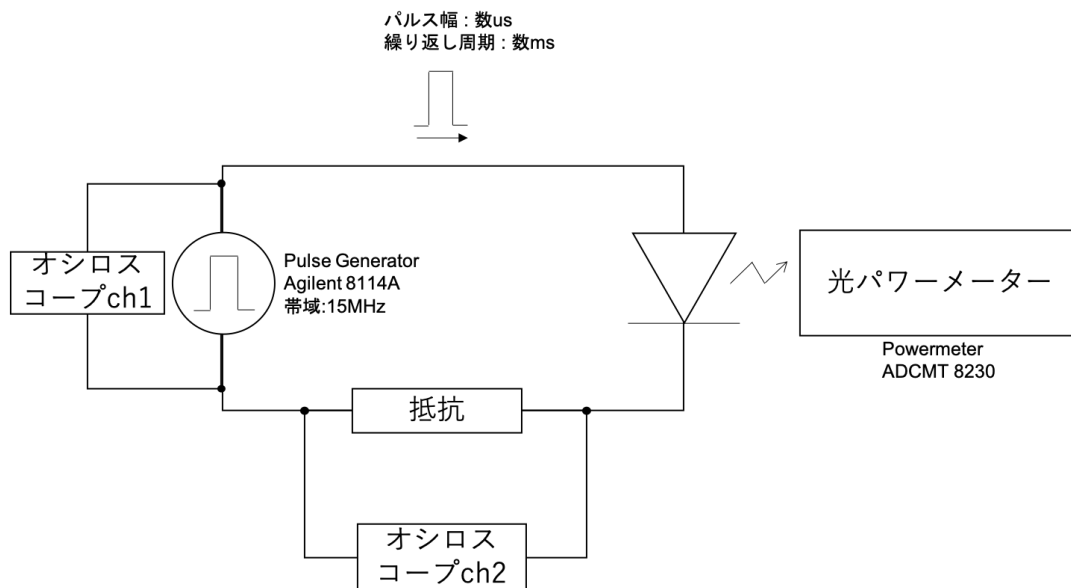 パルス幅 : 数us
繰り返し周期 : 数ms
オシロス
コープch1
Pulse Generator
Agilent 8114A
帯域:15MHz
光パワーメーター
Powermeter
ADCMT 8230
抵抗
オシロス
コープch2